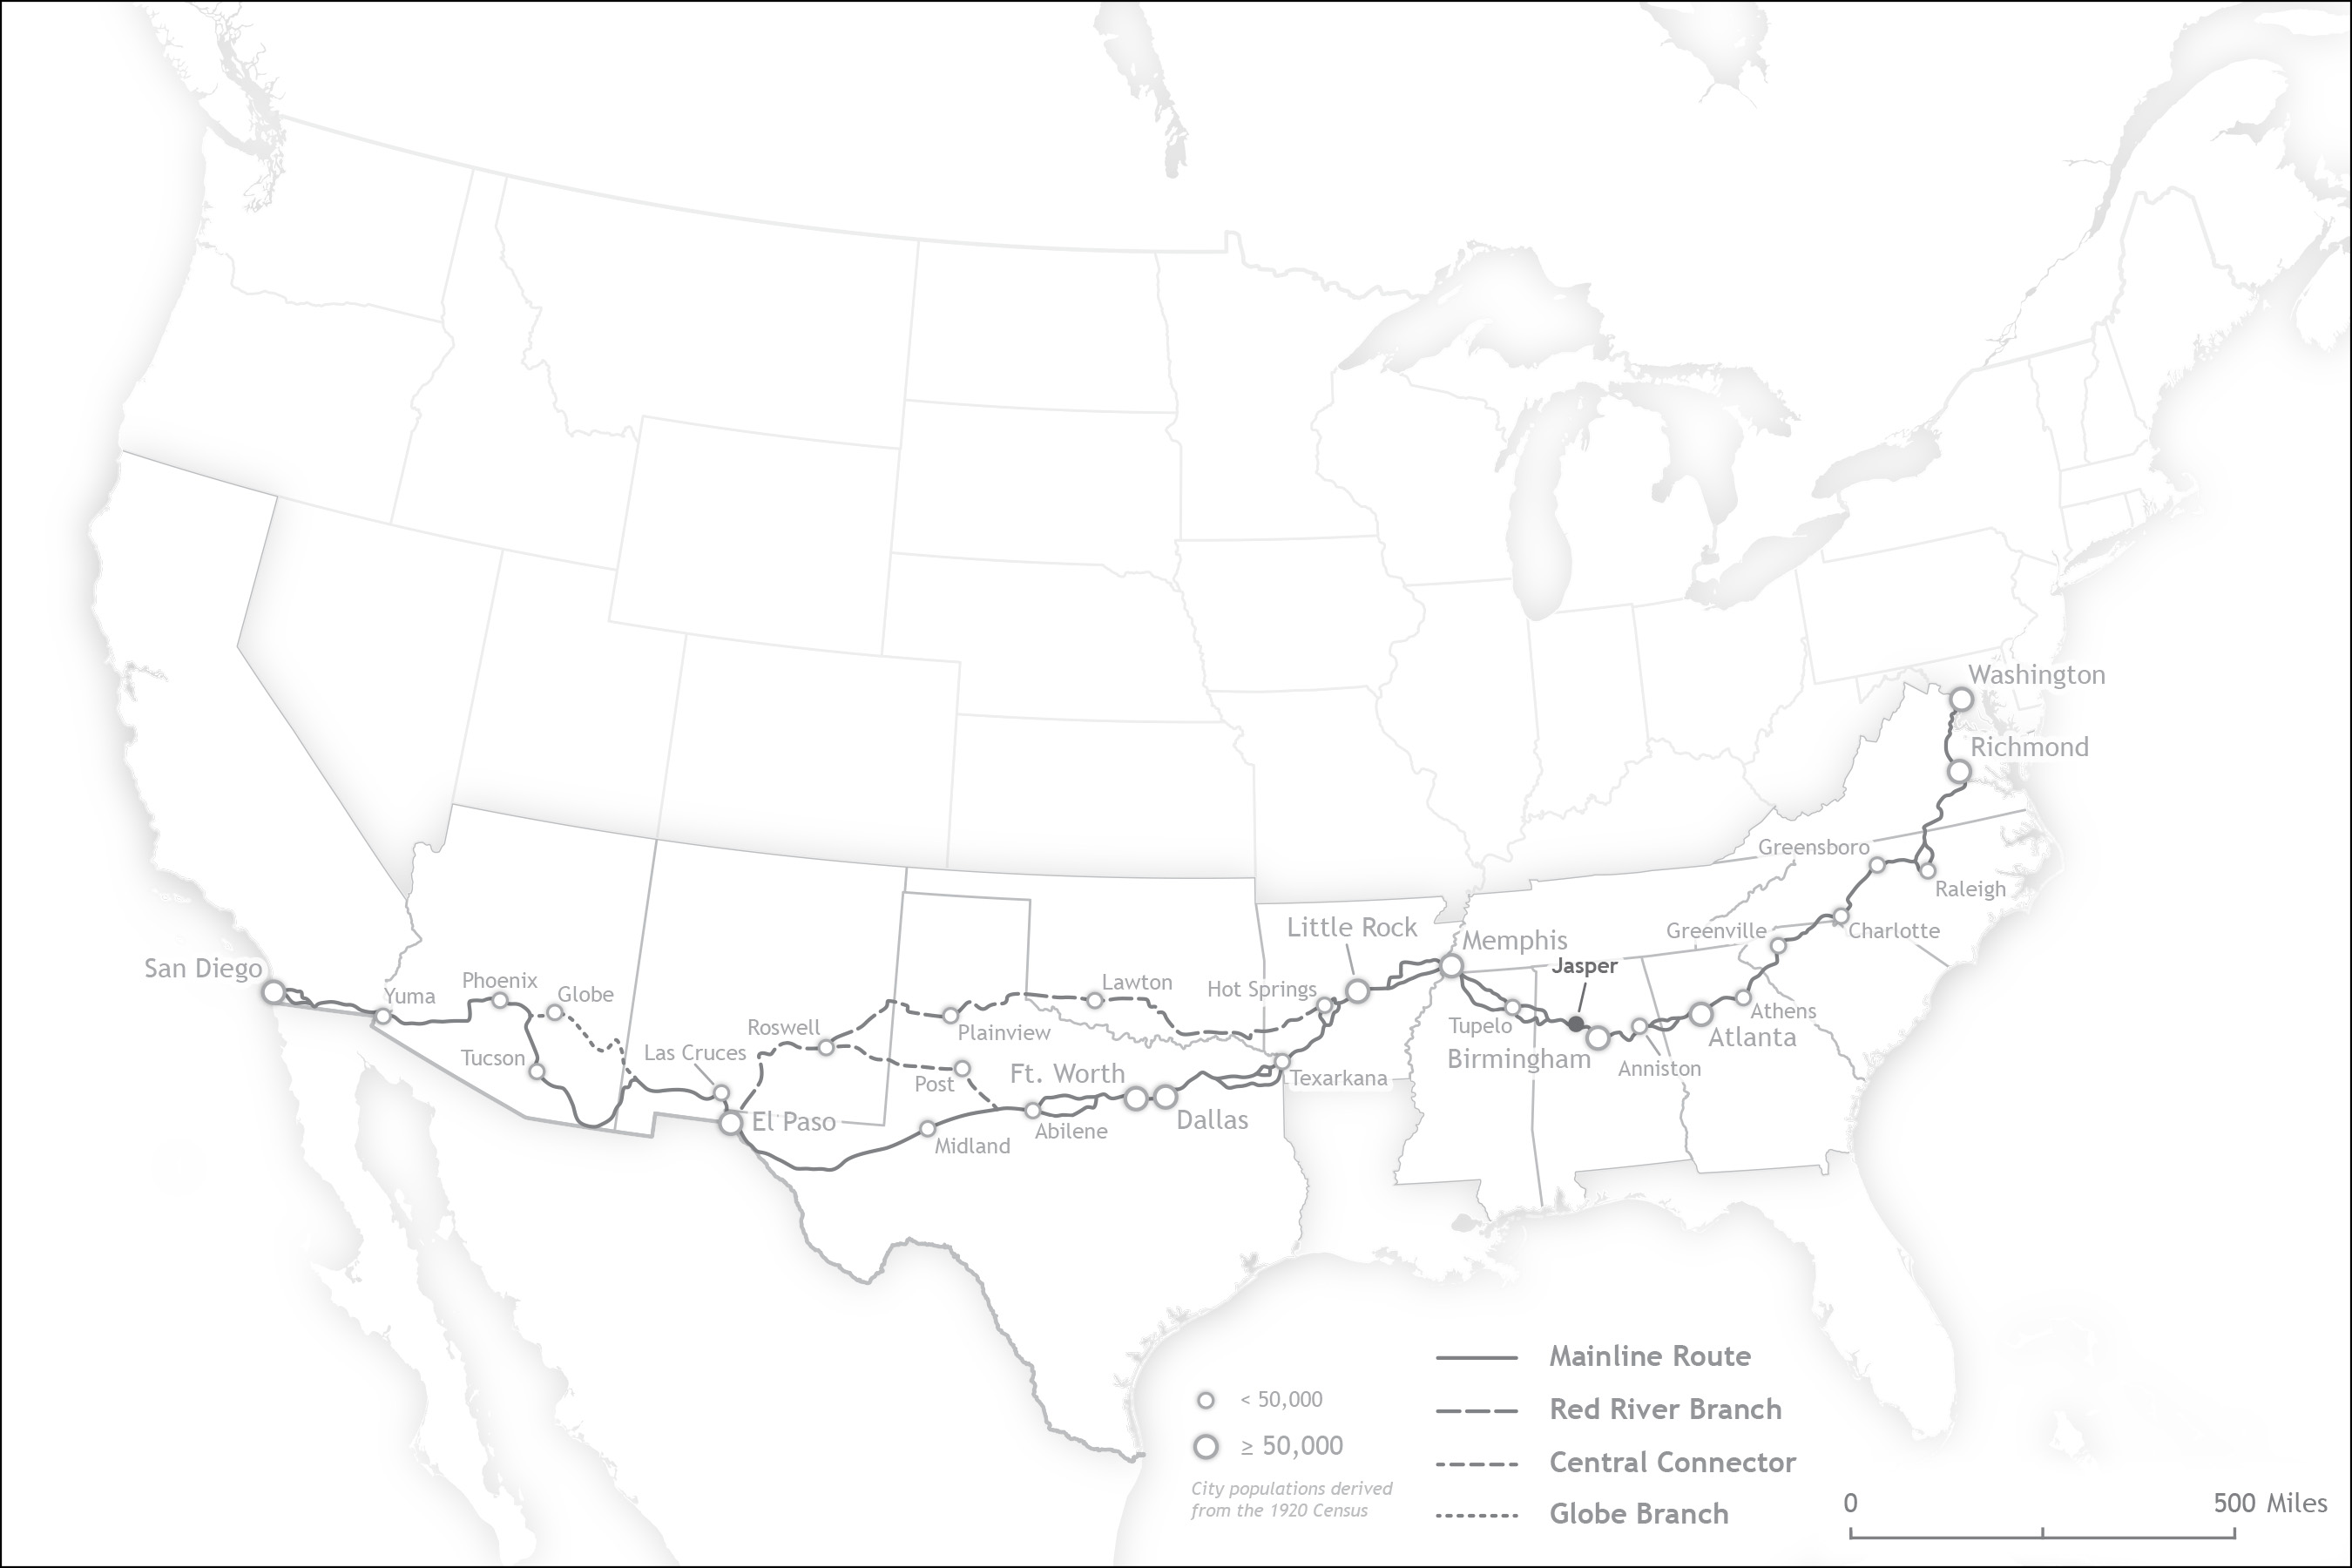 Washington
Richmond
Greensboro
Raleigh
Little Rock
Greenville
Charlotte
Memphis
San Diego
Jasper
Phoenix
Lawton
Hot Springs
Yuma
Globe
Athens
Roswell
Plainview
Tupelo
Atlanta
Tucson
Las Cruces
Birmingham
Anniston
Post
Ft. Worth
Texarkana
El Paso
Dallas
Abilene
Midland
Mainline Route
< 50,000
Red River Branch
≥ 50,000
Central Connector
City populations derived
from the 1920 Census
Globe Branch
0
500 Miles